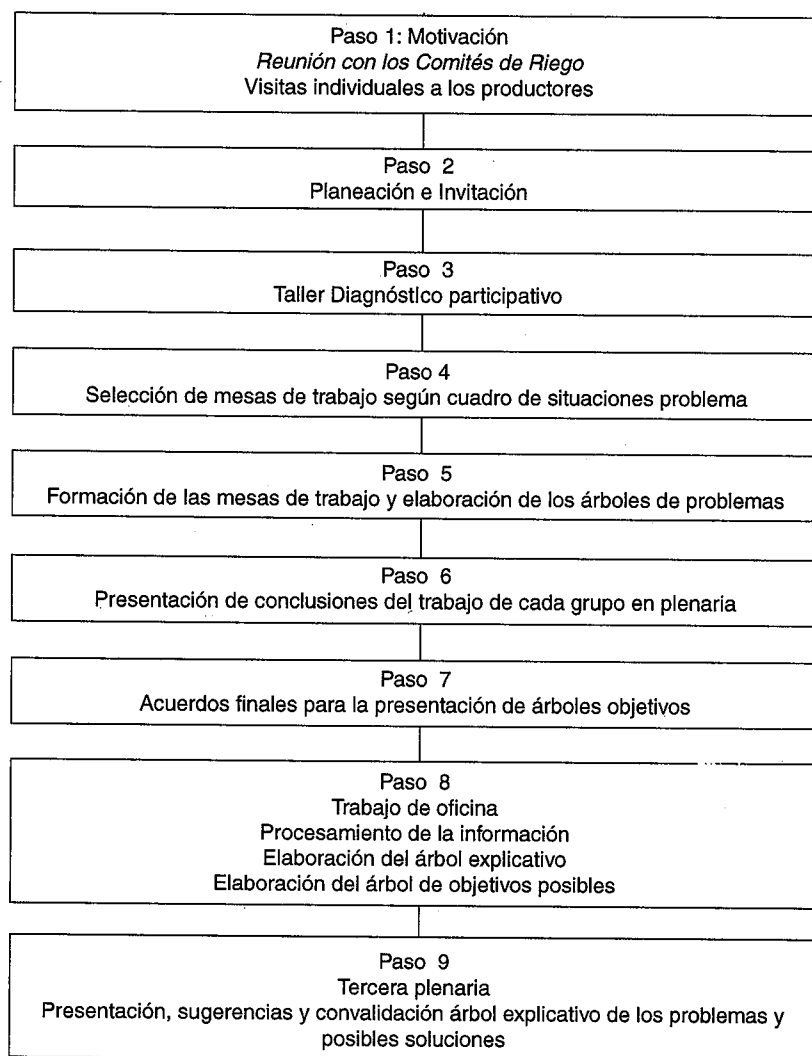 Paso 1: Motivación
Reunión con los Comités de Riego
Visitas individuales a los productores
Paso 2
Planeación e Invitación
Paso 3
Taller Diagnóstico participativo
Paso 4
Selección de mesas de trabajo según cuadro de situaciones problema
Paso 5
Formación de las mesas de trabajo y elaboración de los árboles de problemas
Paso 6
Presentación de conclusiones del trabajo de cada grupo en plenaria
Paso 7
Acuerdos finales para la presentación de árboles objetivos
Paso 8
Trabajo de oficina
Procesamiento de la información
Elaboración del árbol explicativo
Elaboración del árbol de objetivos posibles
Paso 9
Tercera plenaria
Presentación, sugerencias y convalidación árbol explicativo de los problemas y
posibles soluciones